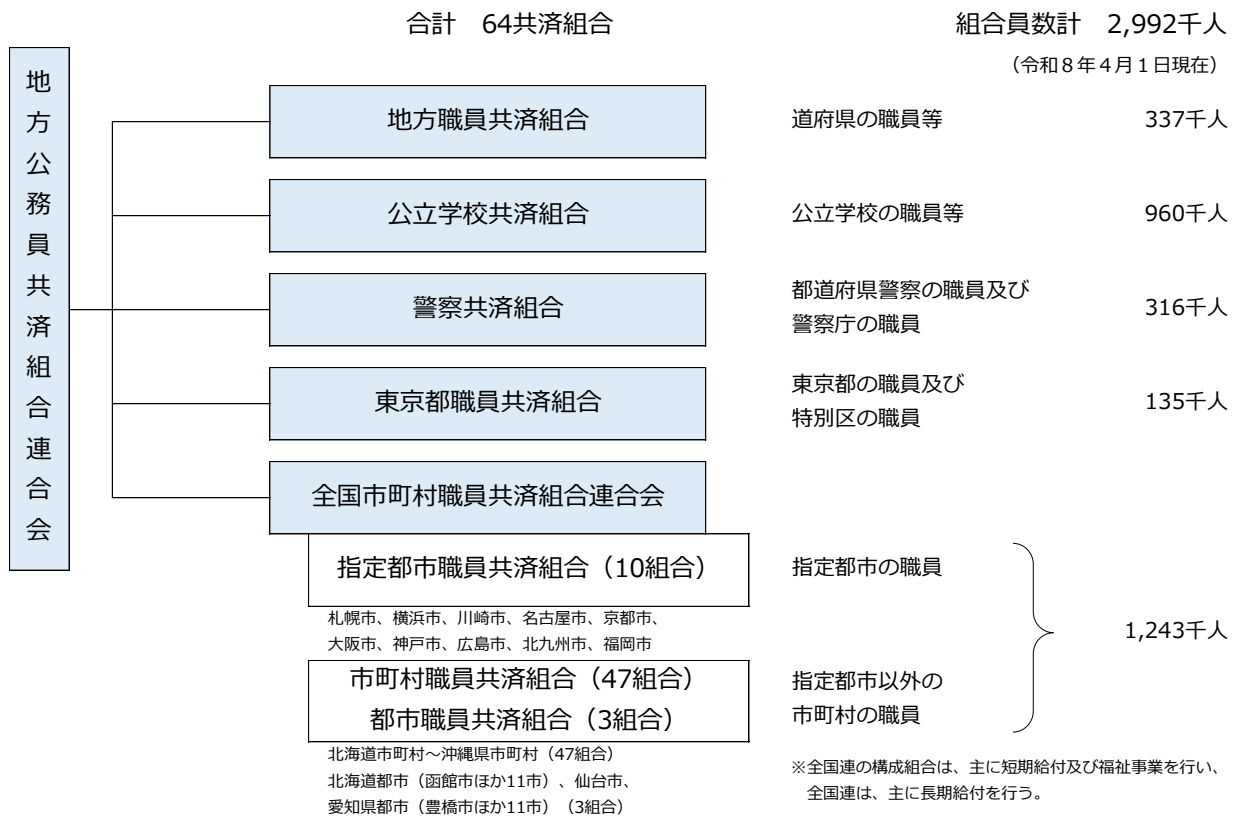 合計 64共済組合
組合員数計 2,992千人
（令和８年４月１日現在）
地方公務員共済組合連合会
地方職員共済組合
道府県の職員等
337千人
公立学校共済組合
公立学校の職員等
960千人
警察共済組合
都道府県警察の職員及び
警察庁の職員
316千人
東京都職員共済組合
東京都の職員及び
特別区の職員
135千人
全国市町村職員共済組合連合会
指定都市職員共済組合（10組合）
指定都市の職員
札幌市、横浜市、川崎市、名古屋市、京都市、
大阪市、神戸市、広島市、北九州市、福岡市
1,243千人
市町村職員共済組合（47組合）
都市職員共済組合（3組合）
指定都市以外の
市町村の職員
北海道市町村～沖縄県市町村（47組合）
北海道都市（函館市ほか11市）、仙台市、
愛知県都市（豊橋市ほか11市）（3組合）
※全国連の構成組合は、主に短期給付及び福祉事業を行い、
全国連は、主に長期給付を行う。